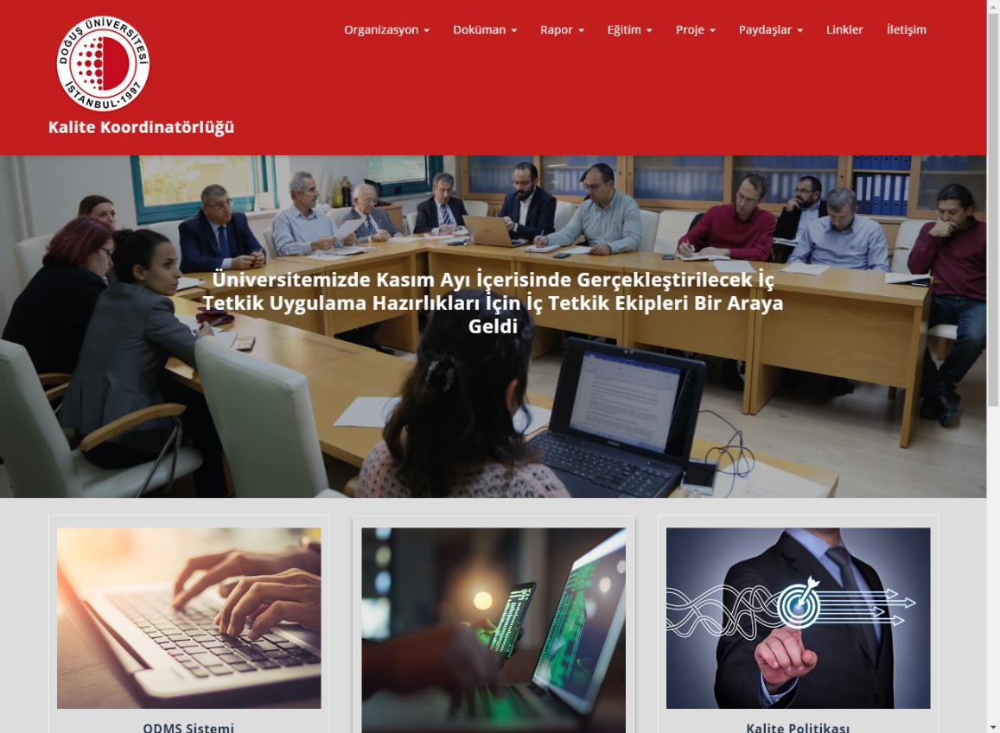 DOĞUŞ ÜNİVERSİTESİ
İSTANBUL · 1997
Kalite Koordinatörlüğü
Organizasyon
Doküman
Rapor
Eğitim
Proje
Paydaşlar
Linkler
İletişim
Üniversitemizde Kasım Ayı İçerisinde Gerçekleştirilecek İç
Tetkik Uygulama Hazırlıkları İçin İç Tetkik Ekipleri Bir Araya
Geldi
QDMS Sistemi
Kalite Politikası